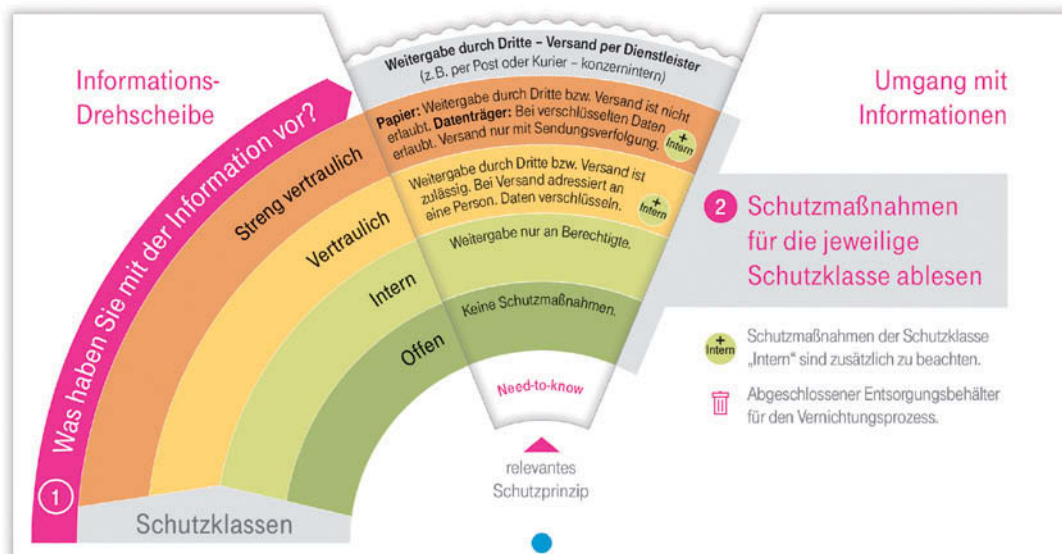 Informations-
Drehscheibe
1
Was haben Sie mit der Information vor?
Streng vertraulich
Vertraulich
Intern
Offen
Schutzklassen
Weitergabe durch Dritte – Versand per Dienstleister
(z. B. per Post oder Kurier – konzernintern)
Papier: Weitergabe durch Dritte bzw. Versand ist nicht
erlaubt. Datenträger: Bei verschlüsselten Daten
erlaubt. Versand nur mit Sendungsverfolgung.
+
Intern
Weitergabe durch Dritte bzw. Versand ist
zulässig. Bei Versand adressiert an
eine Person. Daten verschlüsseln.
+
Intern
Weitergabe nur an Berechtigte.
Keine Schutzmaßnahmen.
Need-to-know
relevantes
Schutzprinzip
Umgang mit
Informationen
2
Schutzmaßnahmen
für die jeweilige
Schutzklasse ablesen
+
Intern
Schutzmaßnahmen der Schutzklasse
„Intern“ sind zusätzlich zu beachten.
Abgeschlossener Entsorgungsbehälter
für den Vernichtungsprozess.